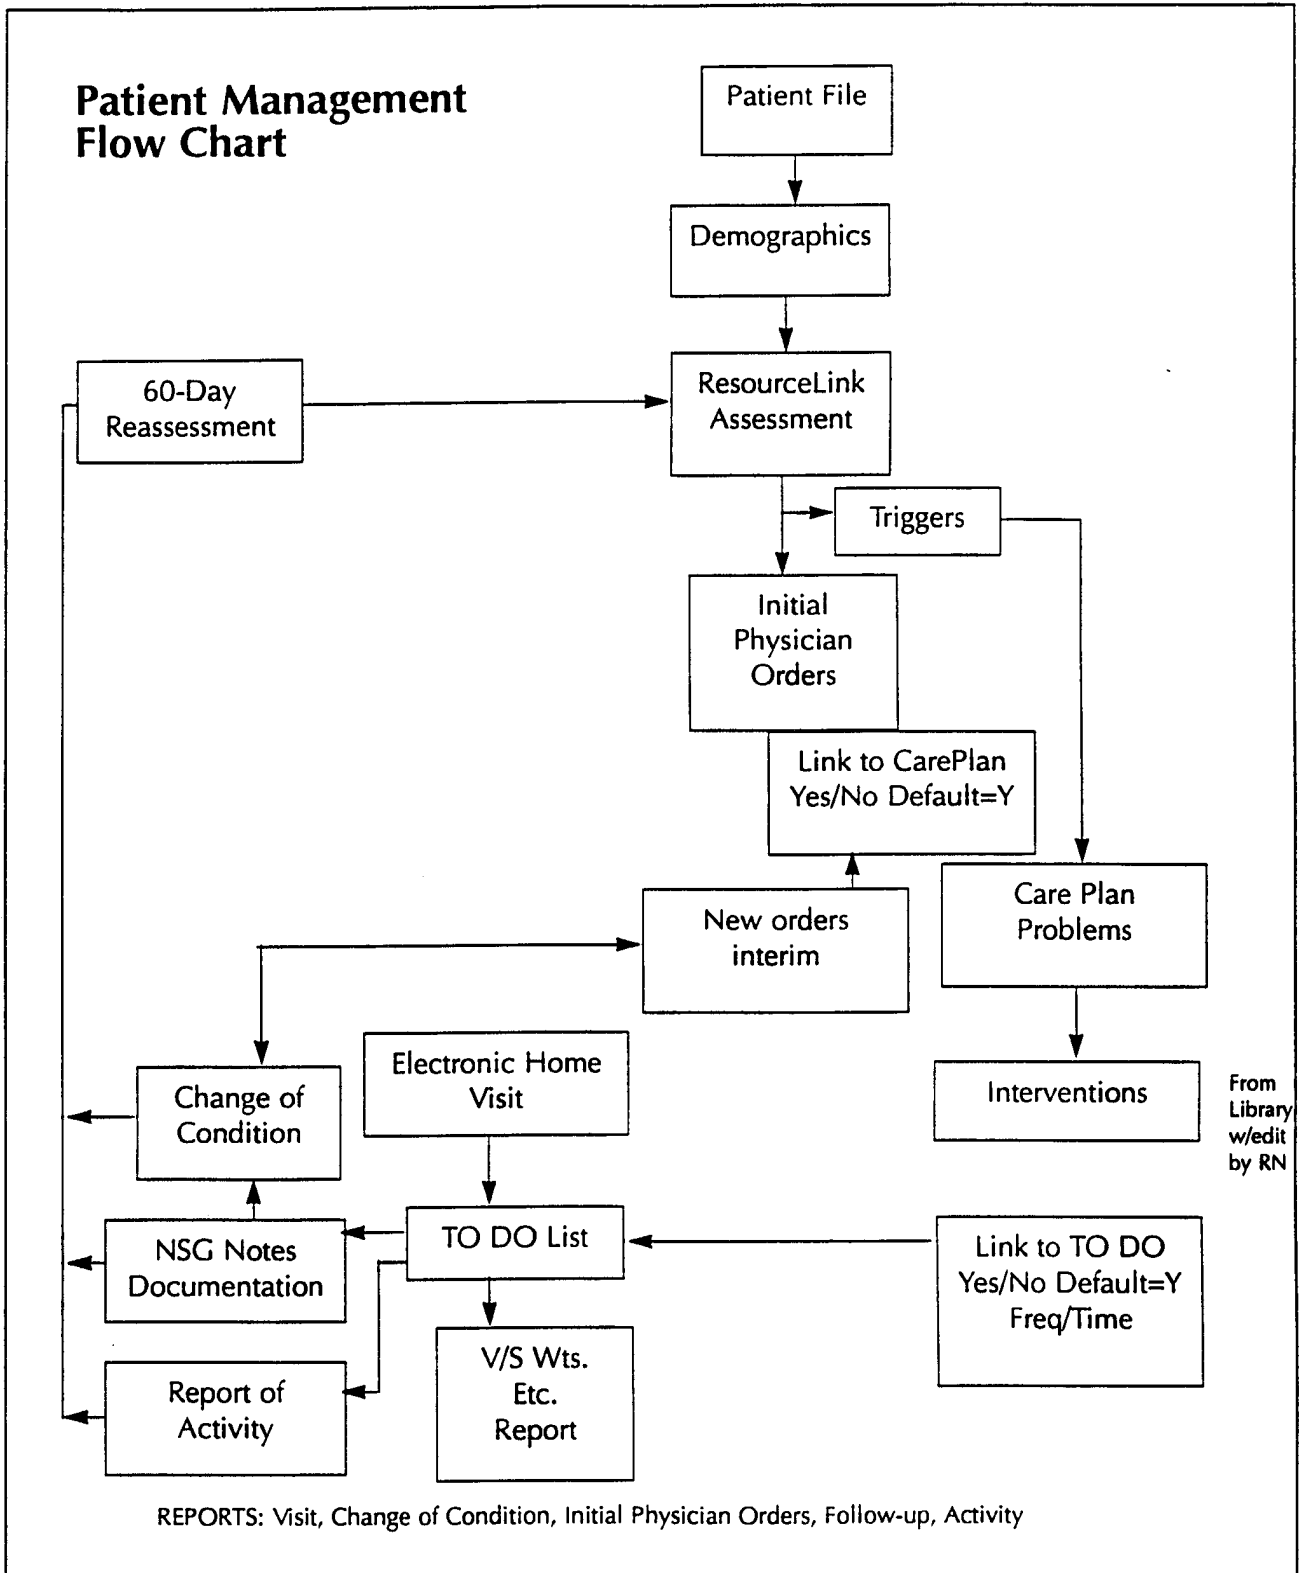 Patient Management
Flow Chart
Patient File
Demographics
60-Day
Reassessment
ResourceLink
Assessment
Triggers
Initial
Physician
Orders
Link to CarePlan
Yes/No Default=Y
New orders
interim
Care Plan
Problems
Electronic Home
Visit
Change of
Condition
Interventions
From
Library
w/edit
by RN
NSG Notes
Documentation
TO DO List
Link to TO DO
Yes/No Default=Y
Freq/Time
Report of
Activity
V/S Wts.
Etc.
Report
REPORTS: Visit, Change of Condition, Initial Physician Orders, Follow-up, Activity